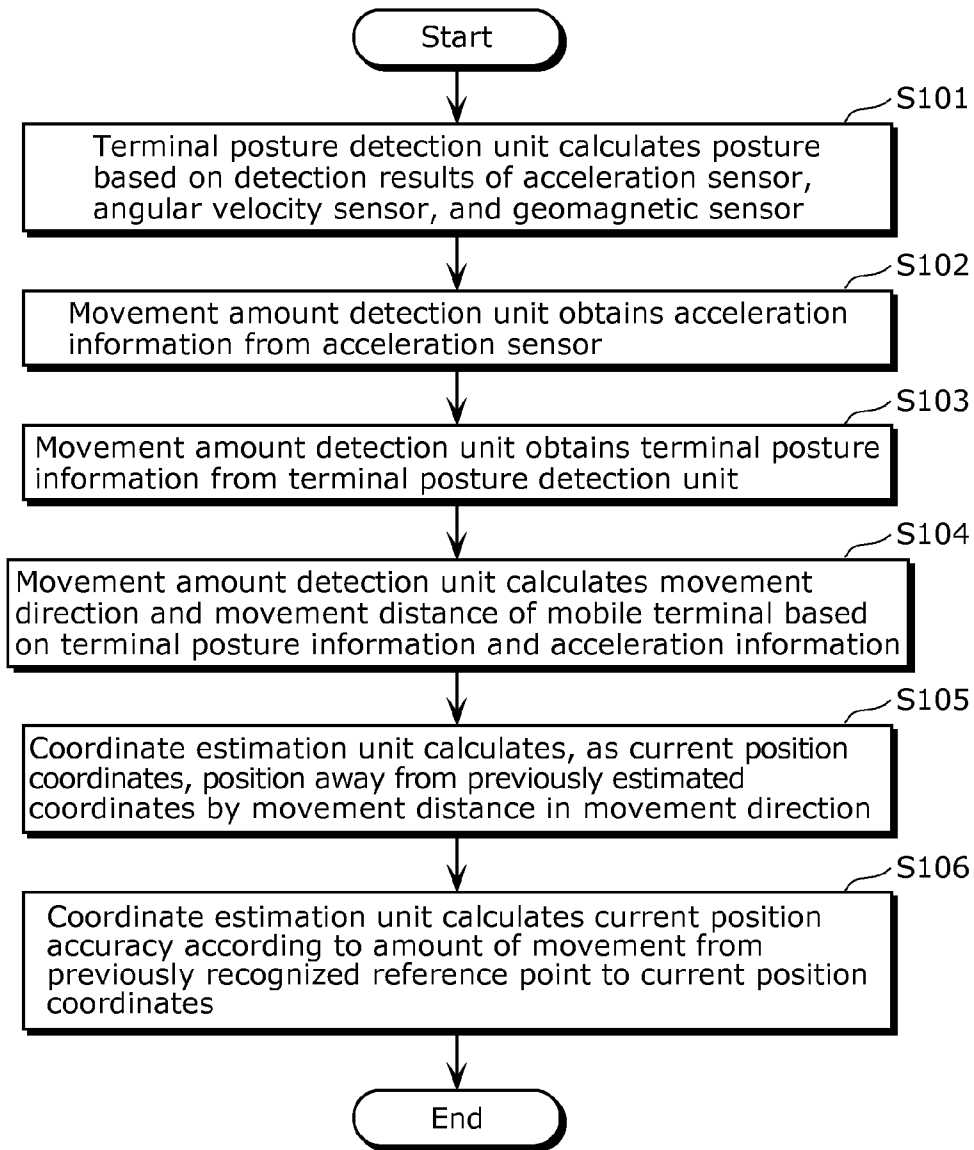 Start
S101
Terminal posture detection unit calculates posture
based on detection results of acceleration sensor,
angular velocity sensor, and geomagnetic sensor
S102
Movement amount detection unit obtains acceleration
information from acceleration sensor
S103
Movement amount detection unit obtains terminal posture
information from terminal posture detection unit
S104
Movement amount detection unit calculates movement
direction and movement distance of mobile terminal based
on terminal posture information and acceleration information
S105
Coordinate estimation unit calculates, as current position
coordinates, position away from previously estimated
coordinates by movement distance in movement direction
S106
Coordinate estimation unit calculates current position
accuracy according to amount of movement from
previously recognized reference point to current position
coordinates
End